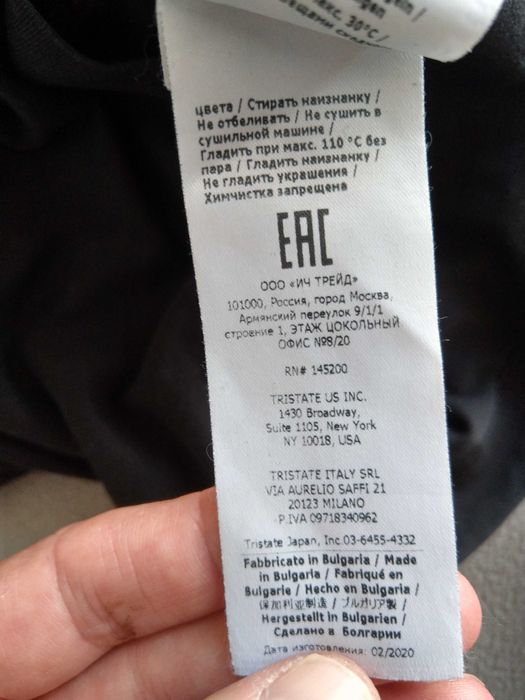 макс. 30°C /
цвета / Стирать наизнанку /
Не отбеливать / Не сушить в
сушильной машине /
Гладить при макс. 110 °C без
пара / Гладить наизнанку /
Не гладить украшения /
Химчистка запрещена
EAC
ООО «ИЧ ТРЕЙД»
101000, Россия, город Москва,
Армянский переулок 9/1/1
строение 1, ЭТАЖ ЦОКОЛЬНЫЙ
ОФИС №8/20
RN# 145200
TRISTATE US INC.
1430 Broadway,
Suite 1105, New York
NY 10018, USA
TRISTATE ITALY SRL
VIA AURELIO SAFFI 21
20123 MILANO
P.IVA 09718340962
Tristate Japan, Inc.03-6455-4332
Fabbricato in Bulgaria / Made
in Bulgaria / Fabriqué en
Bulgarie / Hecho en Bulgaria /
保加利亚制造 / ブルガリア製 /
Hergestellt in Bulgarien /
Сделано в Болгарии
Дата изготовления: 02/2020